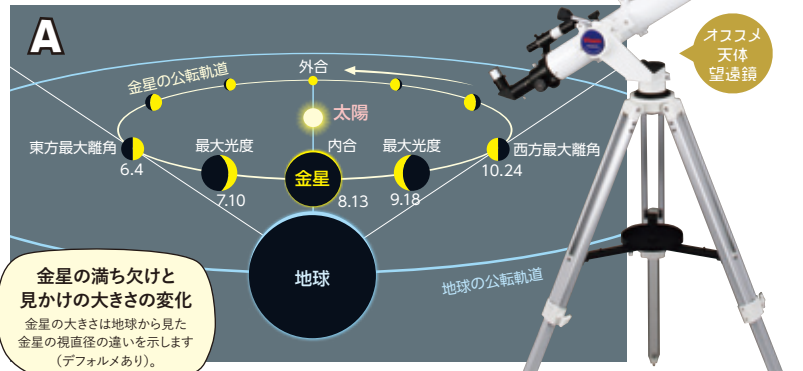 A
オススメ
天体
望遠鏡
金星の公転軌道
外合
太陽
東方最大離角
6.4
最大光度
7.10
内合
金星
8.13
最大光度
9.18
西方最大離角
10.24
地球
地球の公転軌道
金星の満ち欠けと
見かけの大きさの変化
金星の大きさは地球から見た
金星の視直径の違いを示します
(デフォルメあり)。